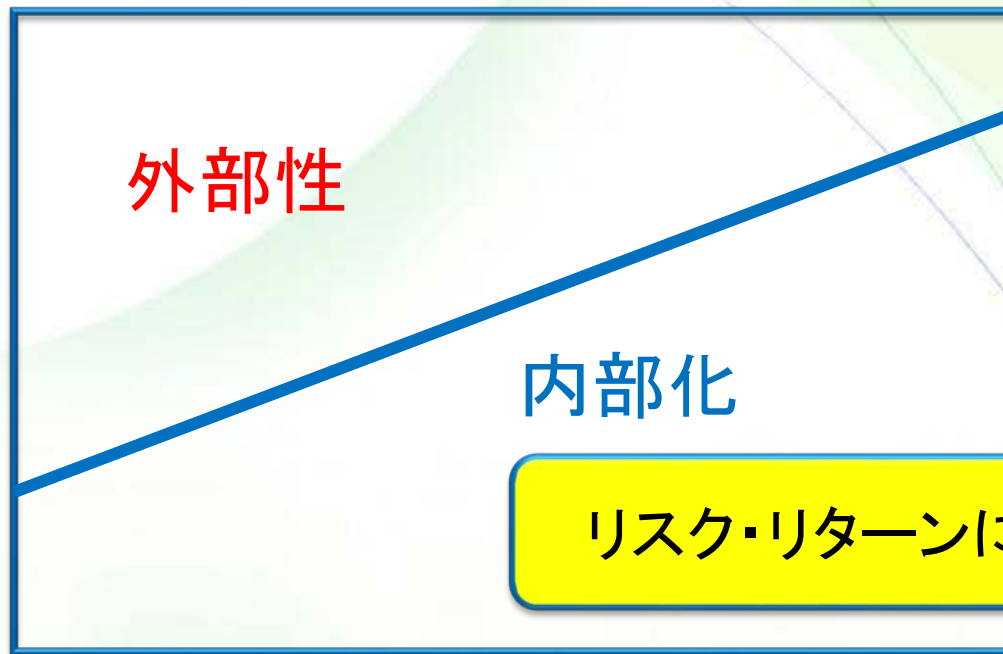 外部性
内部化
リスク・リターンに